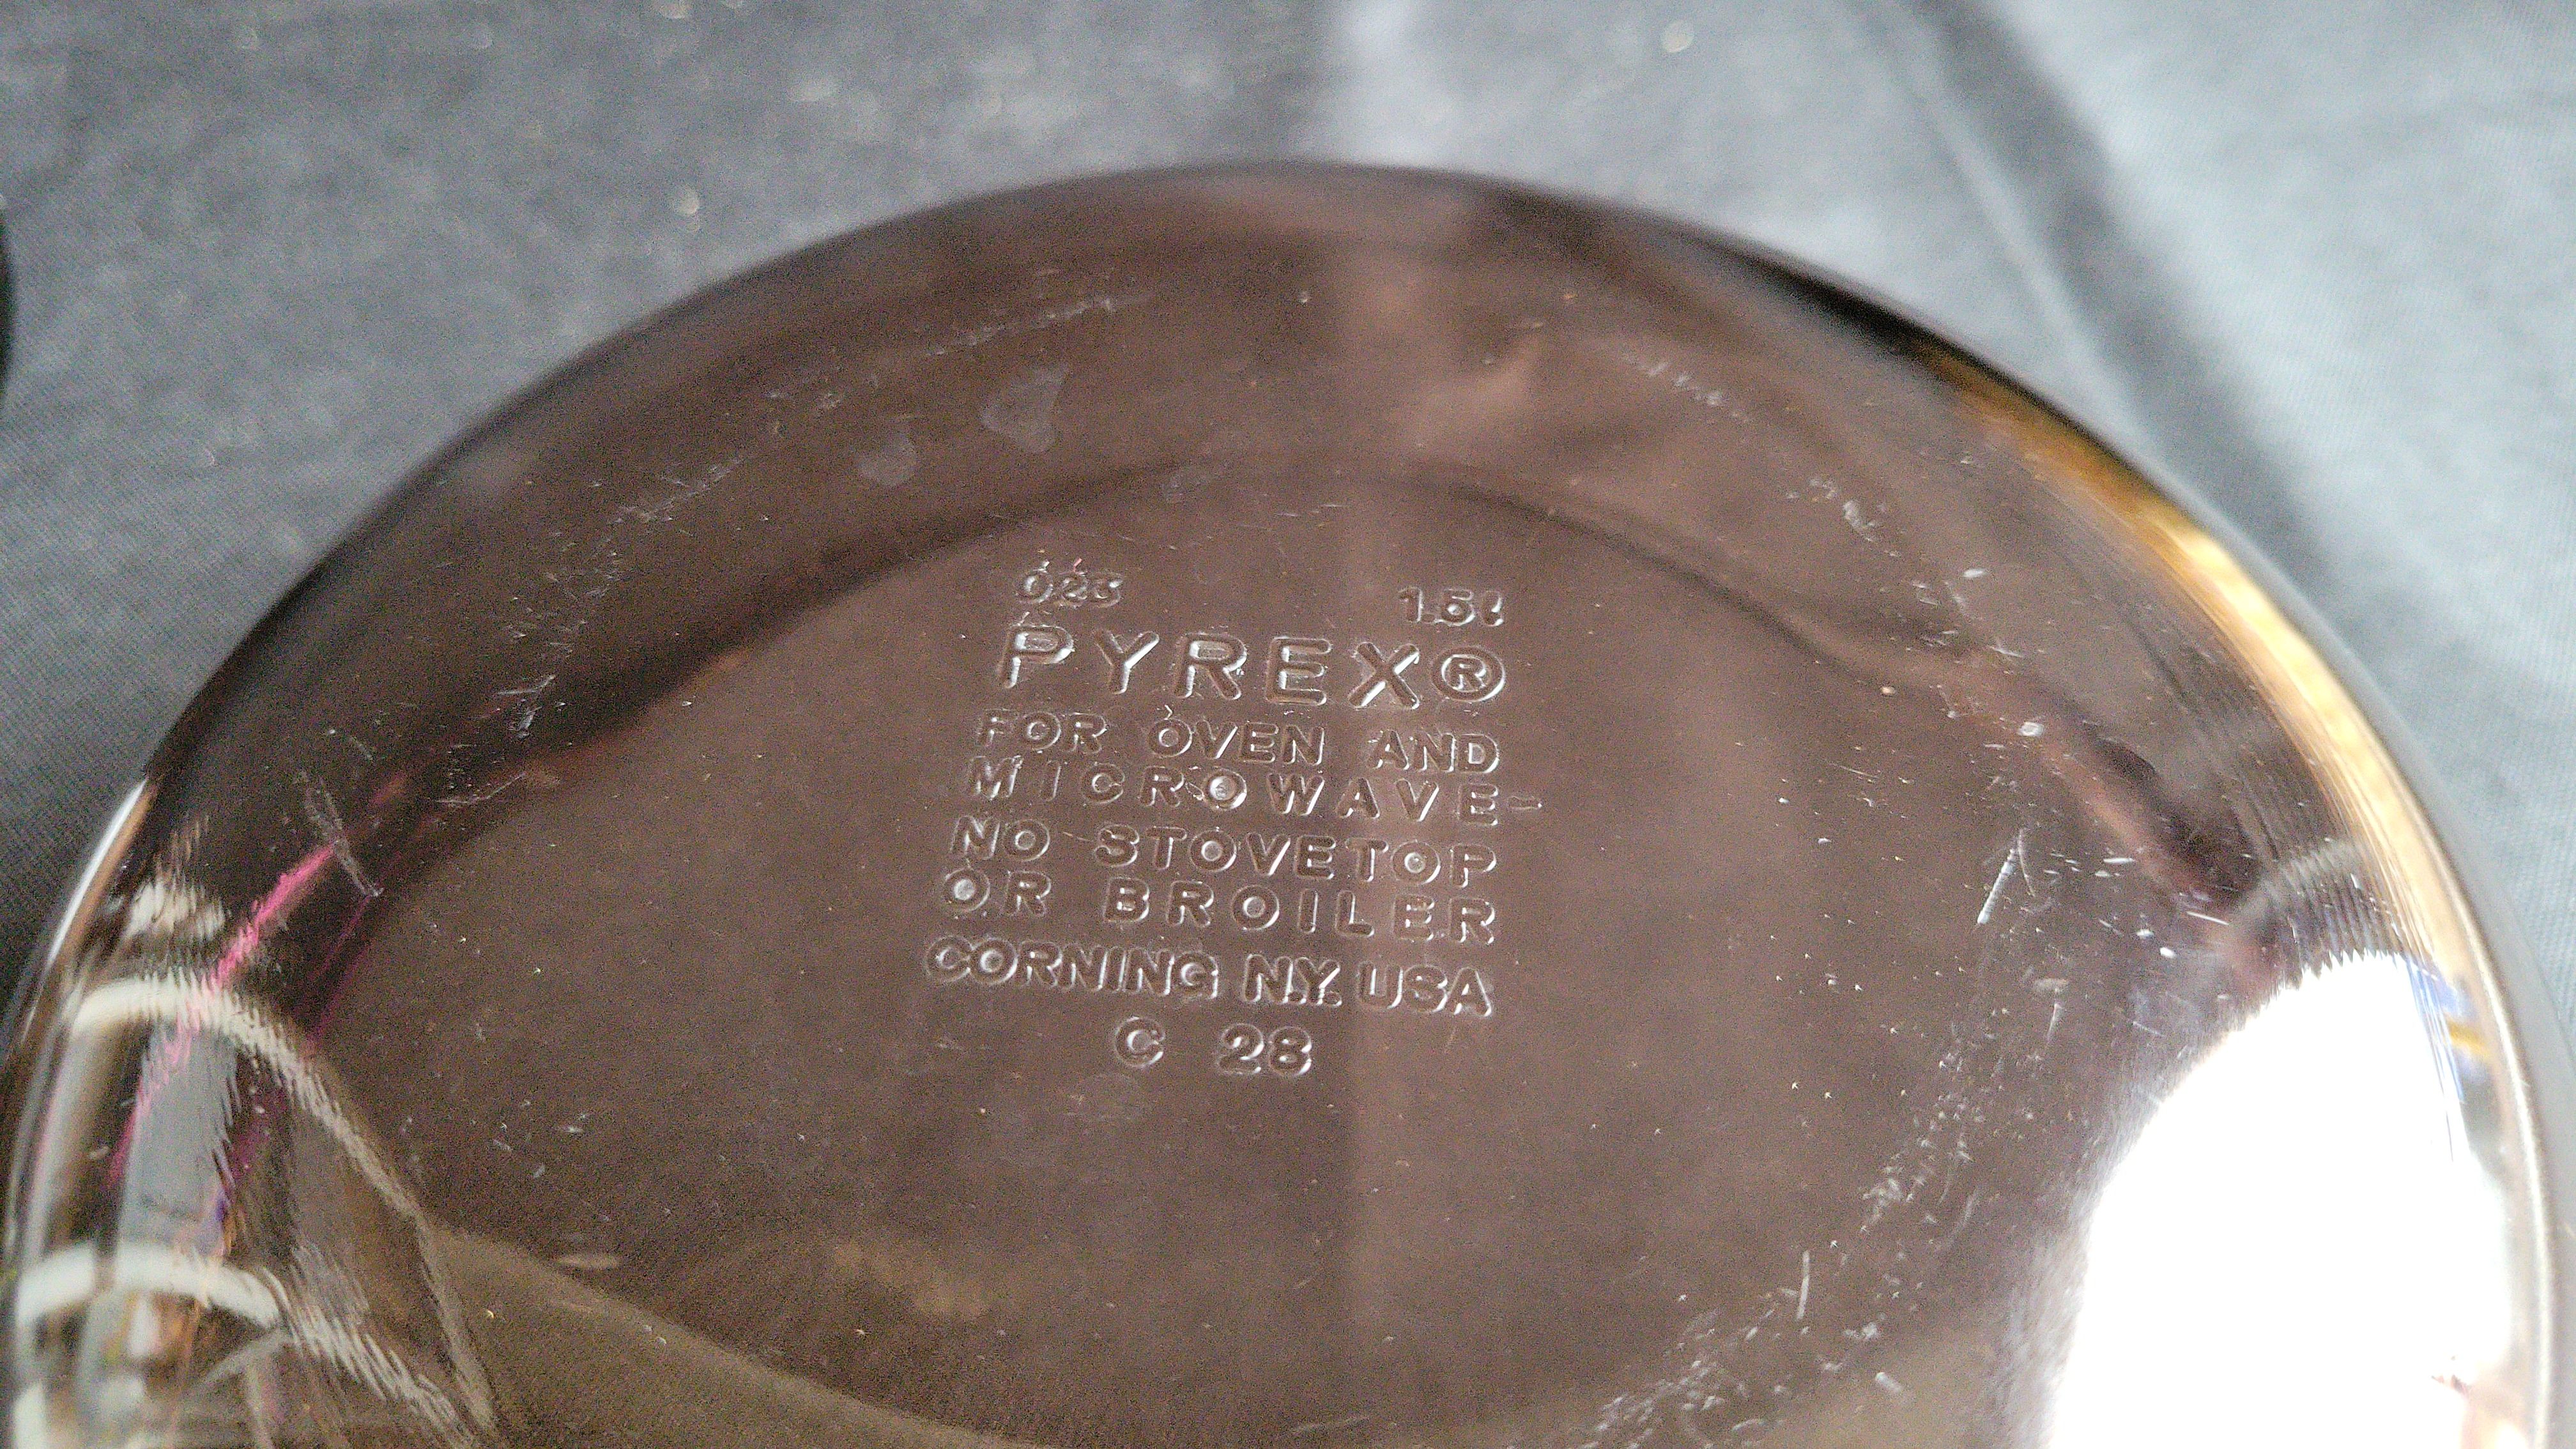 023 1.5ℓ
PYREX®
FOR OVEN AND
MICROWAVE-
NO STOVETOP
OR BROILER
CORNING N.Y. USA
C 28